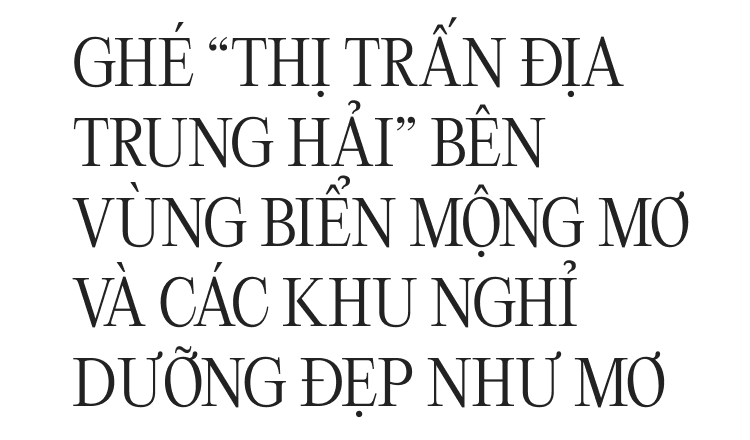 GHÉ “THỊ TRẤN ĐỊA
TRUNG HẢI” BÊN
VÙNG BIỂN MỘNG MƠ
VÀ CÁC KHU NGHỈ
DƯỠNG ĐẸP NHƯ MƠ